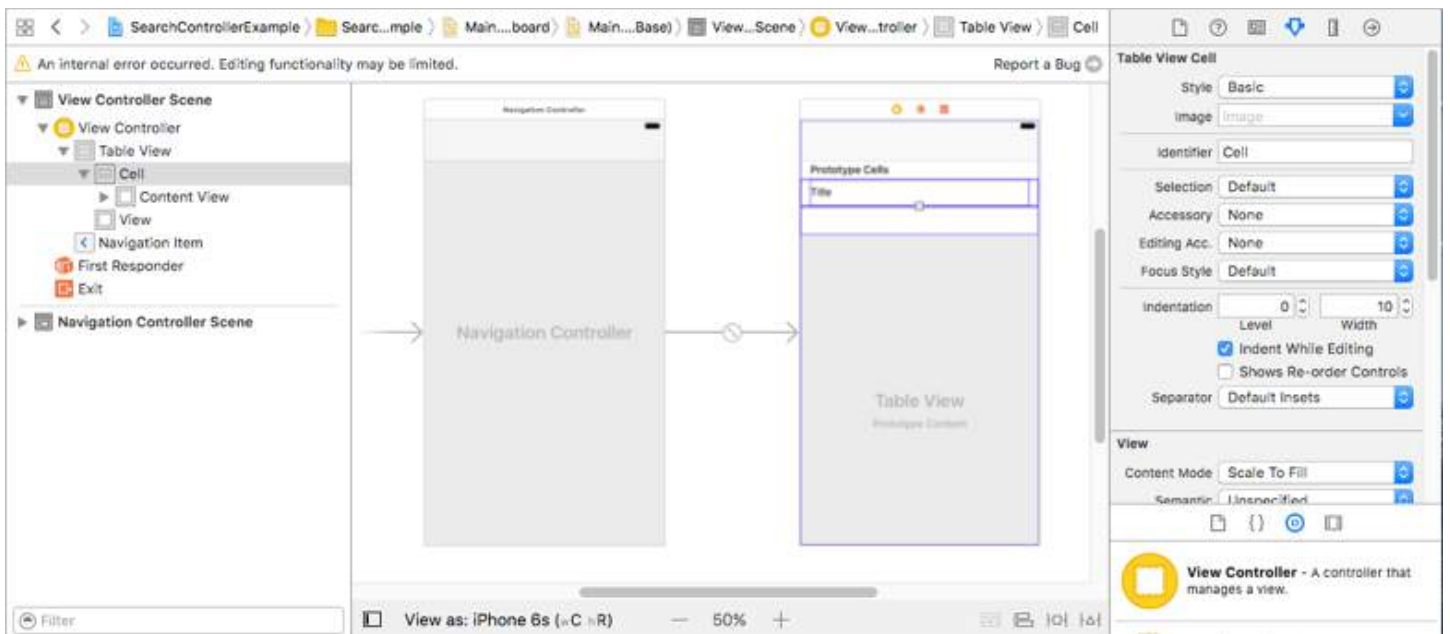 SearchControllerExample Searc...mple Main....board) Main....Base) View...Scene View...troller Table View Cell
An internal error occurred. Editing functionality may be limited. Report a Bug
View Controller Scene
View Controller
Table View
Cell
Content View
View
Navigation Item
First Responder
Exit
Navigation Controller Scene
Filter
Navigation Controller
Navigation Controller
Prototype Cells
Title
Table View
Prototype Content
View as: iPhone 6s (wC hR) — 50% +
Table View Cell
Style Basic
Image Image
Identifier Cell
Selection Default
Accessory None
Editing Acc. None
Focus Style Default
Indentation 0 10
Level Width
Indent While Editing
Shows Re-order Controls
Separator Default Insets
View
Content Mode Scale To Fill
Semantic Unspecified
{}
View Controller - A controller that
manages a view.